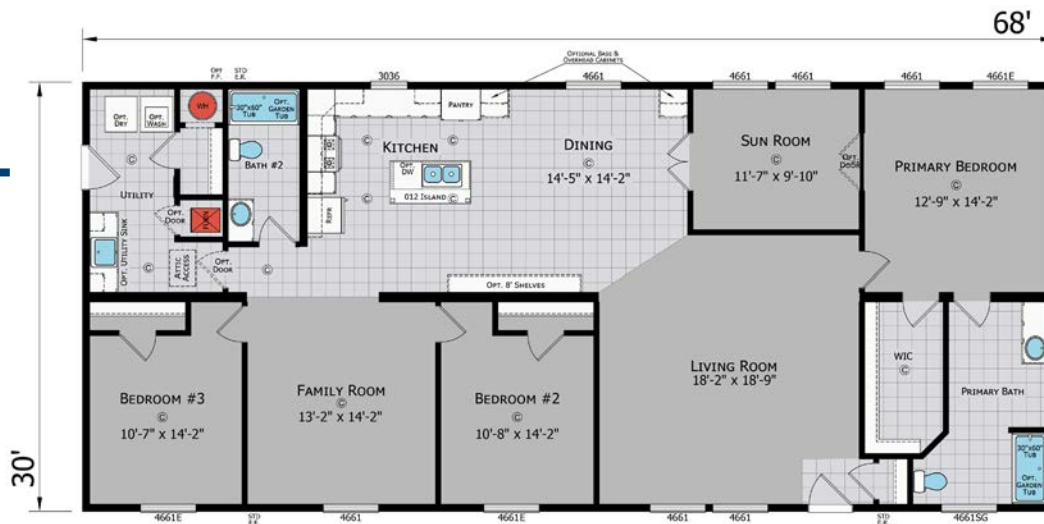 68'
30'
OPT
F.F.
STD
E.K.
3036
OPTIONAL BASE &
OVERHEAD CABINETS
4661
4661
4661
4661
4661E
OPT.
DRY
OPT.
WASH
WH
30"x60"
TUB
OPT.
GARDEN
TUB
BATH #2
UTILITY
OPT.
DOOR
FURN
OPT. UTILITY SINK
ATTIC
ACCESS
OPT.
DOOR
PANTRY
KITCHEN
OPT
DW
012 ISLAND
REFR
DINING
14'-5" x 14'-2"
OPT. 8' SHELVES
SUN ROOM
11'-7" x 9'-10"
OPT.
DOOR
PRIMARY BEDROOM
12'-9" x 14'-2"
BEDROOM #3
10'-7" x 14'-2"
FAMILY ROOM
13'-2" x 14'-2"
BEDROOM #2
10'-8" x 14'-2"
LIVING ROOM
18'-2" x 18'-9"
WIC
PRIMARY BATH
30"x60"
TUB
OPT.
GARDEN
TUB
4661E
STD
E.K.
4661
4661E
4661
4661
STD
E.K.
4661SG